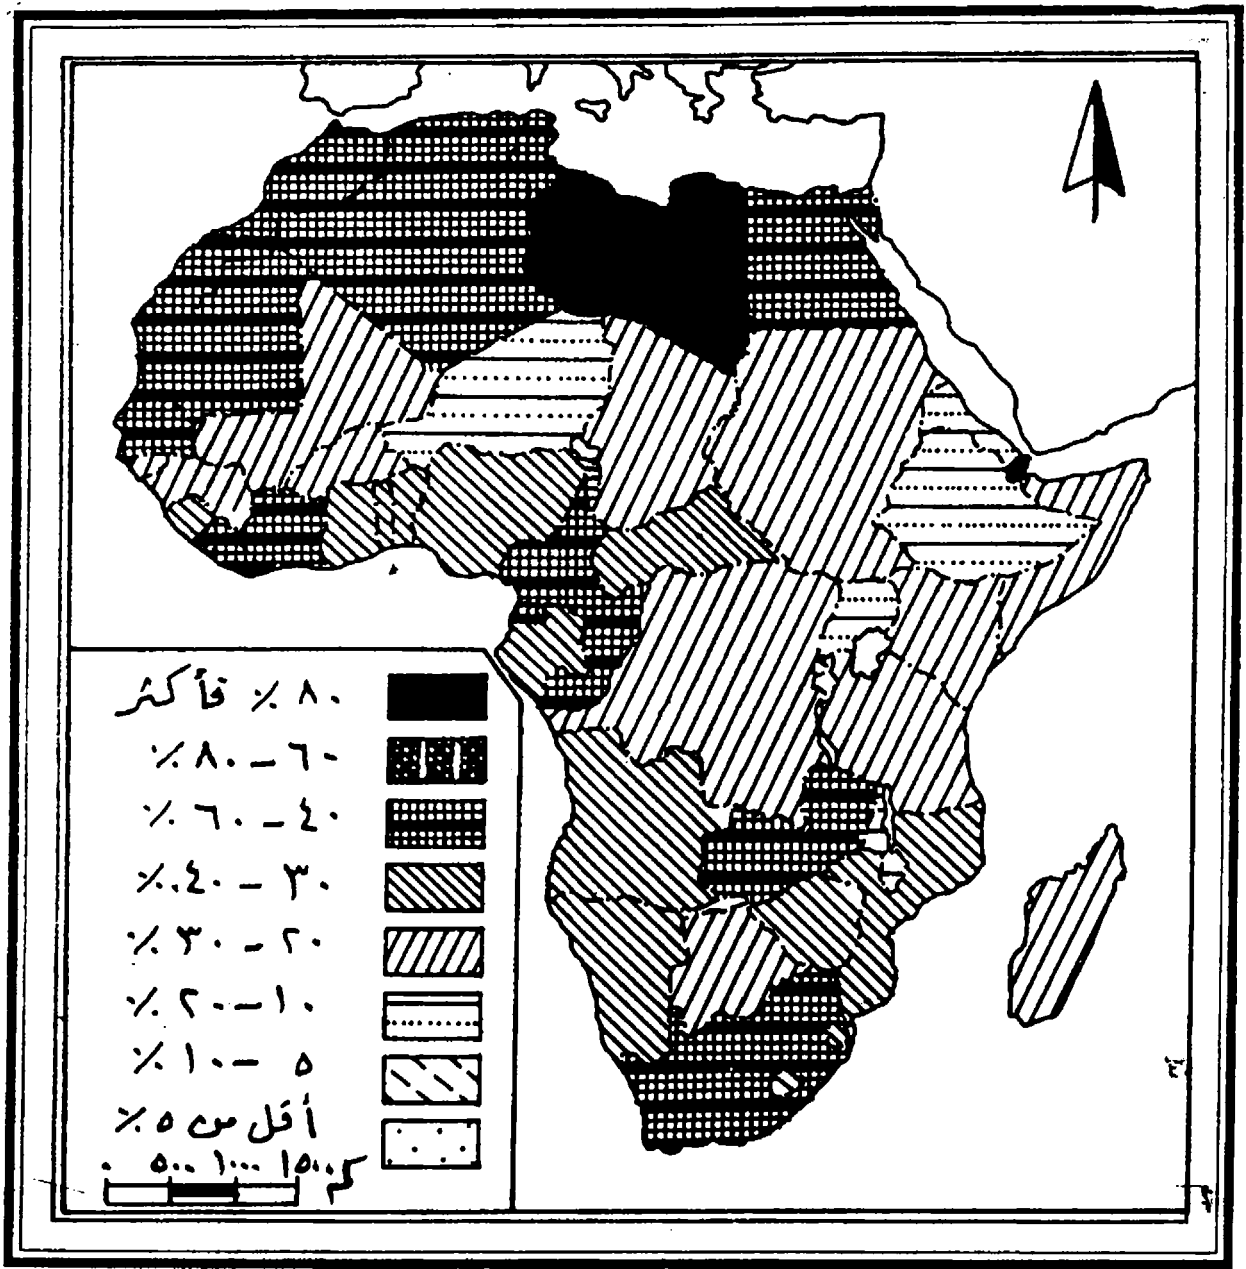 ٨٠ ٪ فأكثر
٦٠ – ٨٠ ٪
٤٠ – ٦٠ ٪
٣٠ – ٤٠ ٪
٢٠ – ٣٠ ٪
١٠ – ٢٠ ٪
٥ – ١٠ ٪
أقل من ٥ ٪
٠ ٥٠٠ ١٠٠٠ ١٥٠٠ كم